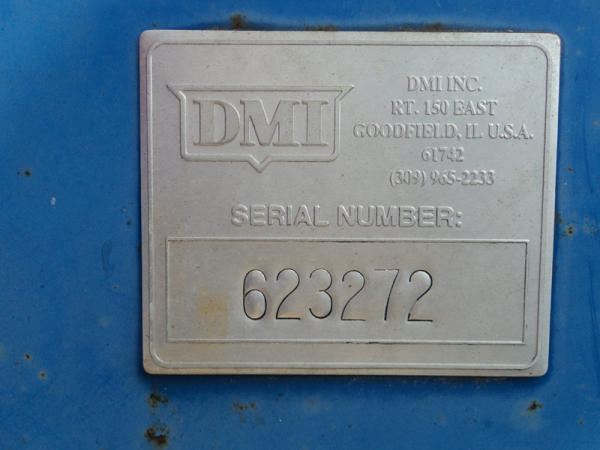 DMI
DMI INC.
RT. 150 EAST
GOODFIELD, IL U.S.A.
61742
(309) 965-2233
SERIAL NUMBER:
623272